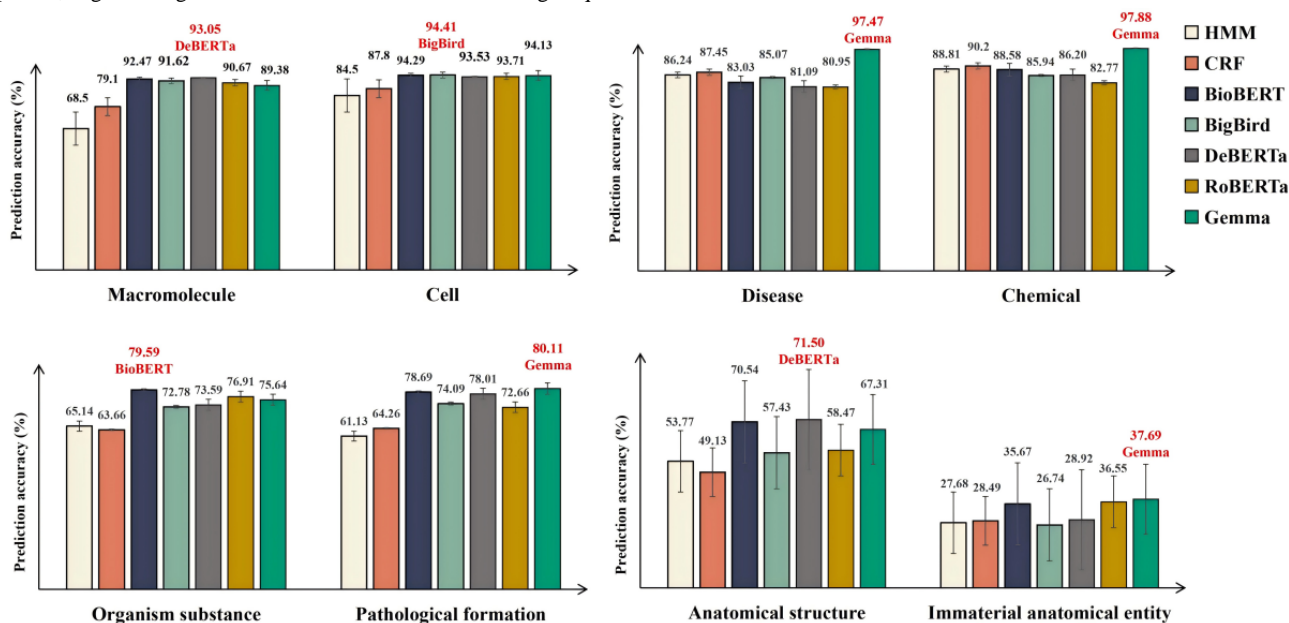 Prediction accuracy (%)
68.5
79.1
92.47
91.62
93.05
DeBERTa
90.67
89.38
Macromolecule
84.5
87.8
94.29
94.41
BigBird
93.53
93.71
94.13
Cell
Prediction accuracy (%)
86.24
87.45
83.03
85.07
81.09
80.95
97.47
Gemma
Disease
88.81
90.2
88.58
85.94
86.20
82.77
97.88
Gemma
Chemical
HMM
CRF
BioBERT
BigBird
DeBERTa
RoBERTa
Gemma
Prediction accuracy (%)
65.14
63.66
79.59
BioBERT
72.78
73.59
76.91
75.64
Organism substance
61.13
64.26
78.69
74.09
78.01
72.66
80.11
Gemma
Pathological formation
Prediction accuracy (%)
53.77
49.13
70.54
57.43
71.50
DeBERTa
58.47
67.31
Anatomical structure
27.68
28.49
35.67
26.74
28.92
36.55
37.69
Gemma
Immaterial anatomical entity